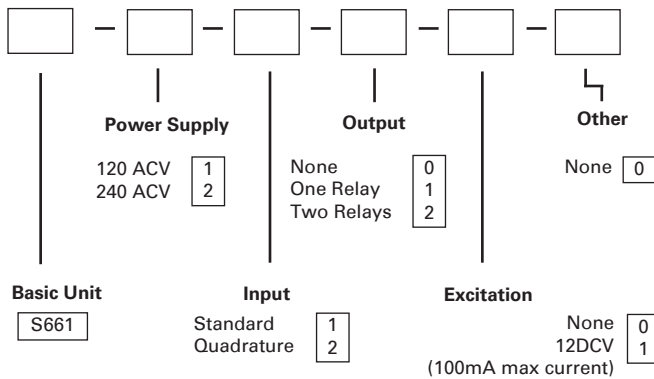 Power Supply
120 ACV 1
240 ACV 2
Output
None 0
One Relay 1
Two Relays 2
Other
None 0
Basic Unit
S661
Input
Standard 1
Quadrature 2
Excitation
None 0
12DCV 1
(100mA max current)